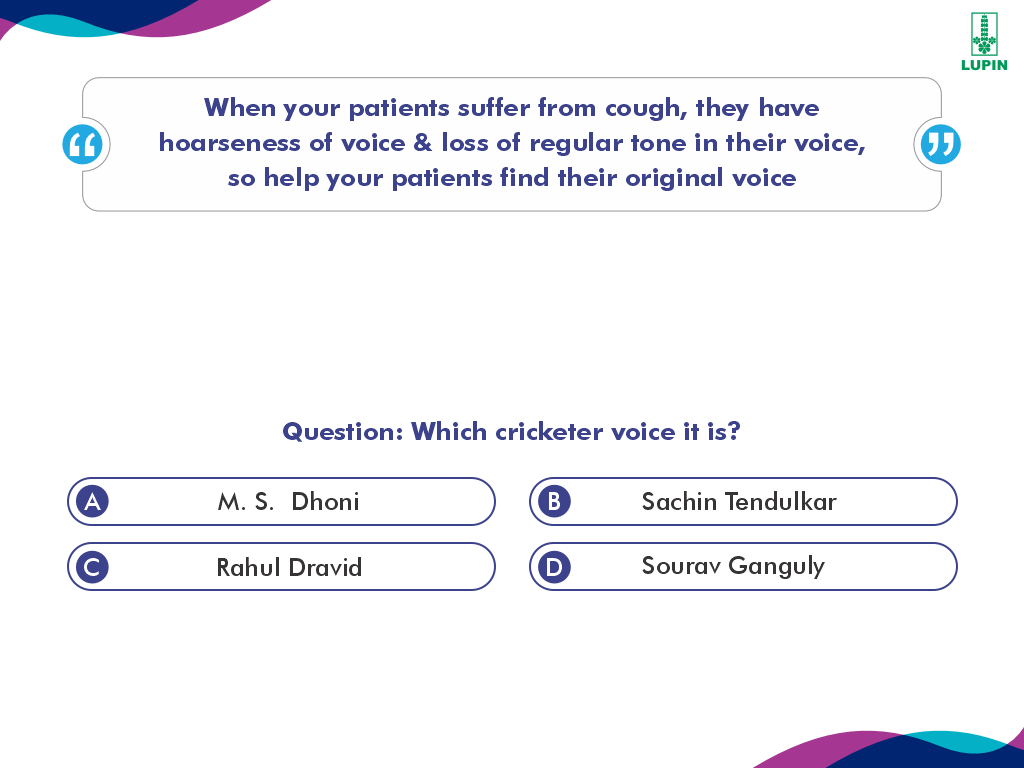 LUPIN
“
When your patients suffer from cough, they have
hoarseness of voice & loss of regular tone in their voice,
so help your patients find their original voice
”
Question: Which cricketer voice it is?
A M. S. Dhoni
B Sachin Tendulkar
C Rahul Dravid
D Sourav Ganguly